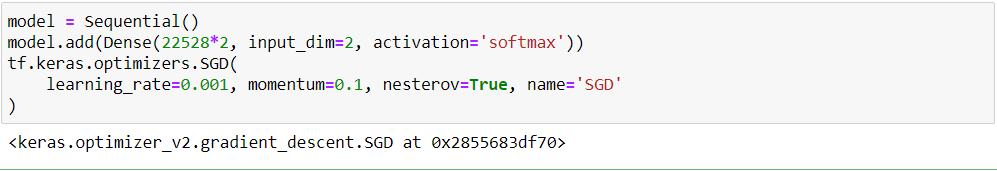 model = Sequential()
model.add(Dense(22528*2, input_dim=2, activation='softmax'))
tf.keras.optimizers.SGD(
    learning_rate=0.001, momentum=0.1, nesterov=True, name='SGD'
)
<keras.optimizer_v2.gradient_descent.SGD at 0x2855683df70>